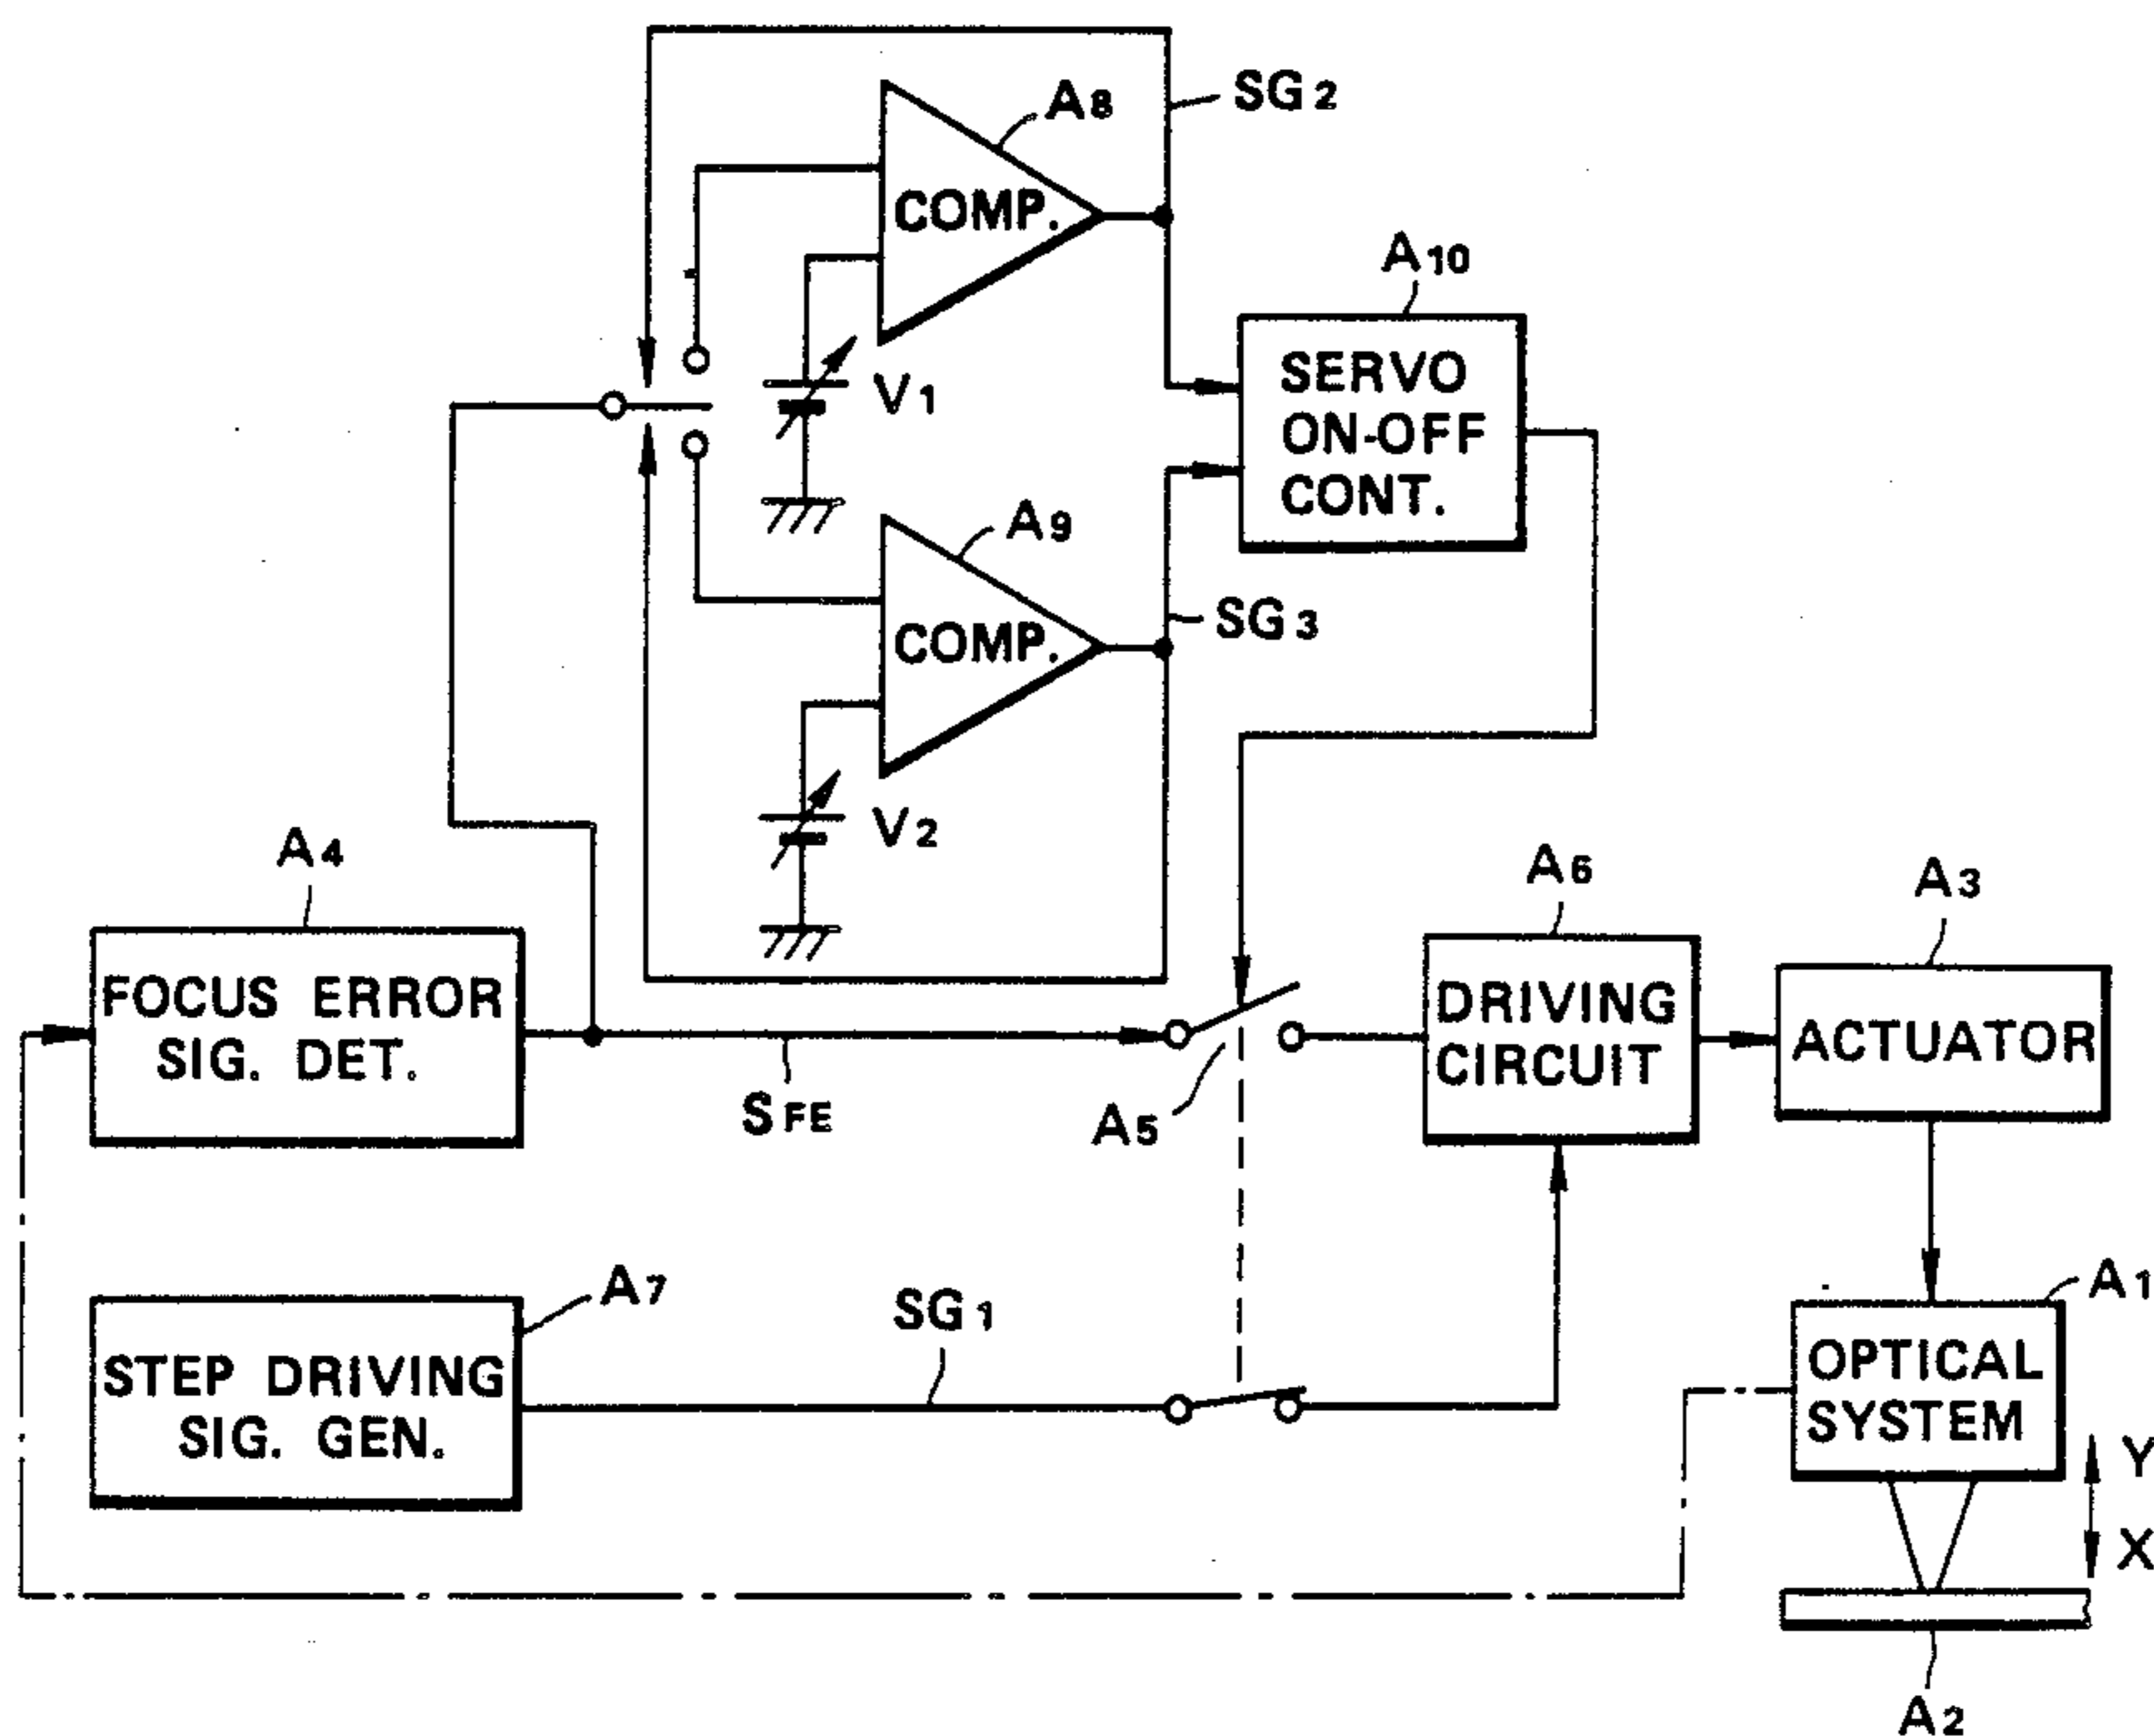 A8
SG2
COMP.
A10
V1
SERVO
ON-OFF
CONT.
A9
SG3
COMP.
V2
A4
A6
A3
FOCUS ERROR
SIG. DET.
DRIVING
CIRCUIT
ACTUATOR
SFE
A5
A7
SG1
A1
STEP DRIVING
SIG. GEN.
OPTICAL
SYSTEM
Y
X
A2